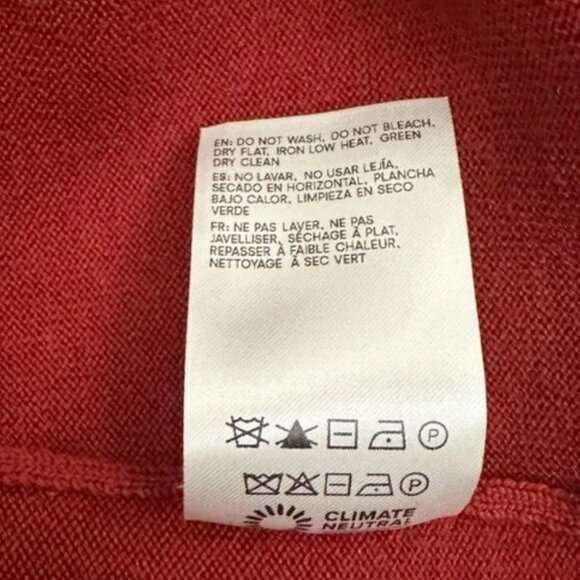 EN: DO NOT WASH, DO NOT BLEACH,
DRY FLAT, IRON LOW HEAT, GREEN
DRY CLEAN
ES: NO LAVAR, NO USAR LEJÍA,
SECADO EN HORIZONTAL, PLANCHA
BAJO CALOR, LIMPIEZA EN SECO
VERDE
FR: NE PAS LAVER, NE PAS
JAVELLISER, SÉCHAGE À PLAT,
REPASSER À FAIBLE CHALEUR,
NETTOYAGE À SEC VERT
P
P
CLIMATE
NEUTRAL